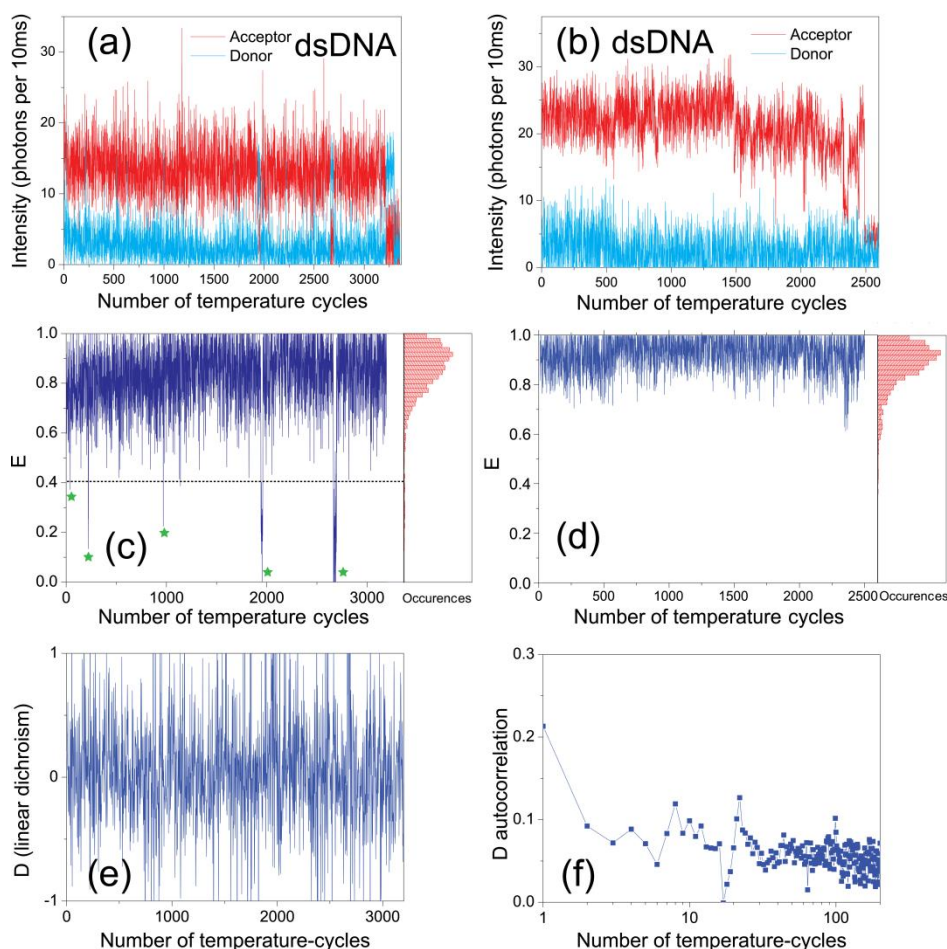 (a)
dsDNA
Acceptor
Donor
Intensity (photons per 10ms)
30
20
10
0
0 500 1000 1500 2000 2500 3000
Number of temperature cycles
(b)
dsDNA
Acceptor
Donor
Intensity (photons per 10ms)
30
20
10
0
0 500 1000 1500 2000 2500
Number of temperature cycles
(c)
E
1.0
0.8
0.6
0.4
0.2
0.0
0 1000 2000 3000
Occurences
Number of temperature cycles
(d)
E
1.0
0.8
0.6
0.4
0.2
0.0
0 500 1000 1500 2000 2500
Occurences
Number of temperature cycles
(e)
D (linear dichroism)
1
0
-1
0 1000 2000 3000
Number of temperature-cycles
(f)
D autocorrelation
0.3
0.2
0.1
0.0
1 10 100
Number of temperature-cycles